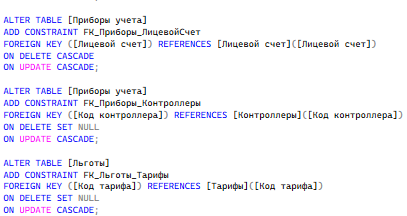 ALTER TABLE [Приборы учета]
ADD CONSTRAINT FK_Приборы_ЛицевойСчет
FOREIGN KEY ([Лицевой счет]) REFERENCES [Лицевой счет]([Лицевой счет])
ON DELETE CASCADE
ON UPDATE CASCADE;
ALTER TABLE [Приборы учета]
ADD CONSTRAINT FK_Приборы_Контроллеры
FOREIGN KEY ([Код контроллера]) REFERENCES [Контроллеры]([Код контроллера])
ON DELETE SET NULL
ON UPDATE CASCADE;
ALTER TABLE [Льготы]
ADD CONSTRAINT FK_Льготы_Тарифы
FOREIGN KEY ([Код тарифа]) REFERENCES [Тарифы]([Код тарифа])
ON DELETE SET NULL
ON UPDATE CASCADE;